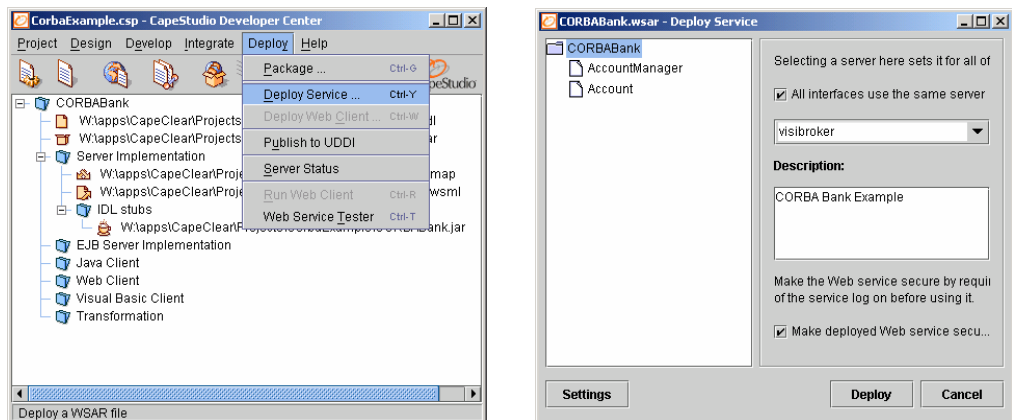 CorbaExample.csp - CapeStudio Developer Center
Project Design Develop Integrate Deploy Help
peStudio
Package ... Ctrl-G
Deploy Service ... Ctrl-Y
Deploy Web Client ... Ctrl-W
Publish to UDDI
Server Status
Run Web Client Ctrl-R
Web Service Tester Ctrl-T
CORBABank
W:\apps\CapeClear\Projects
W:\apps\CapeClear\Projects
Server Implementation
W:\apps\CapeClear\Proje map
W:\apps\CapeClear\Proje wsml
IDL stubs
W:\apps\CapeClear\Projects\CorbaExample\CORBABank.jar
EJB Server Implementation
Java Client
Web Client
Visual Basic Client
Transformation
Deploy a WSAR file
CORBABank.wsar - Deploy Service
CORBABank
AccountManager
Account
Selecting a server here sets it for all of
All interfaces use the same server
visibroker
Description:
CORBA Bank Example
Make the Web service secure by requii
of the service log on before using it.
Make deployed Web service secu...
Settings
Deploy
Cancel